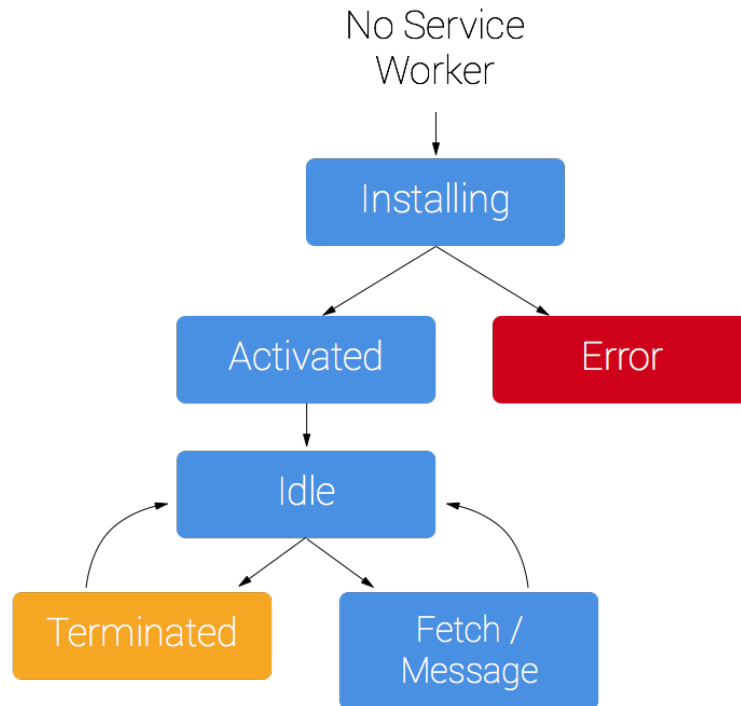 No Service
Worker
Installing
Activated
Error
Idle
Terminated
Fetch /
Message